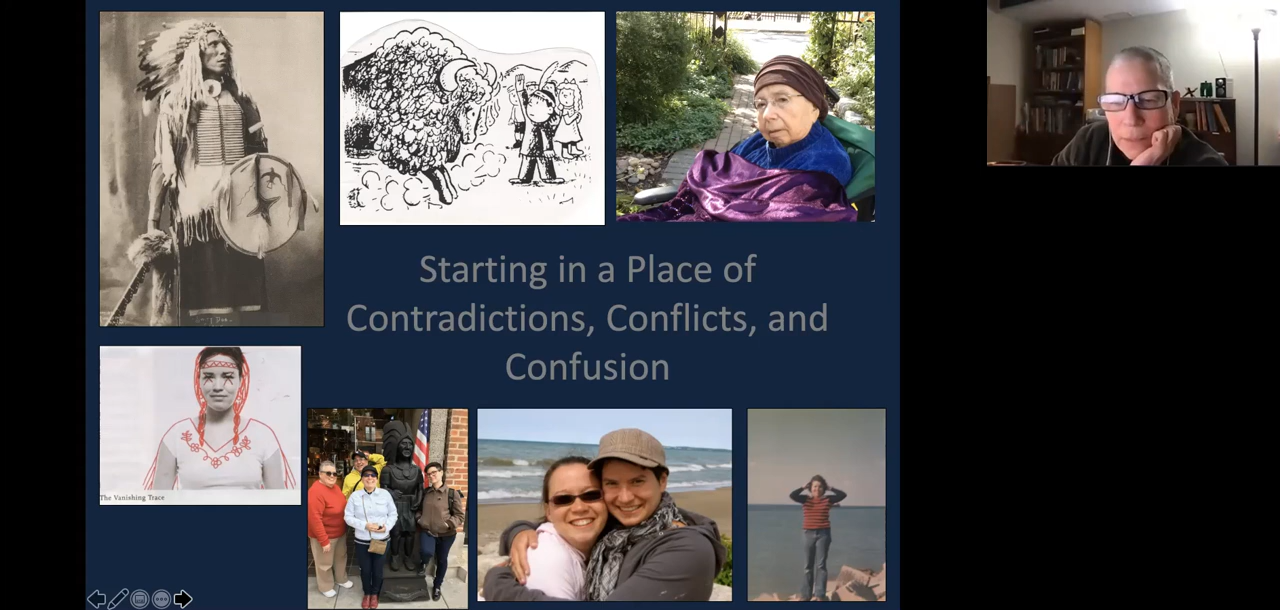 Starting in a Place of
Contradictions, Conflicts, and
Confusion
The Vanishing Trace